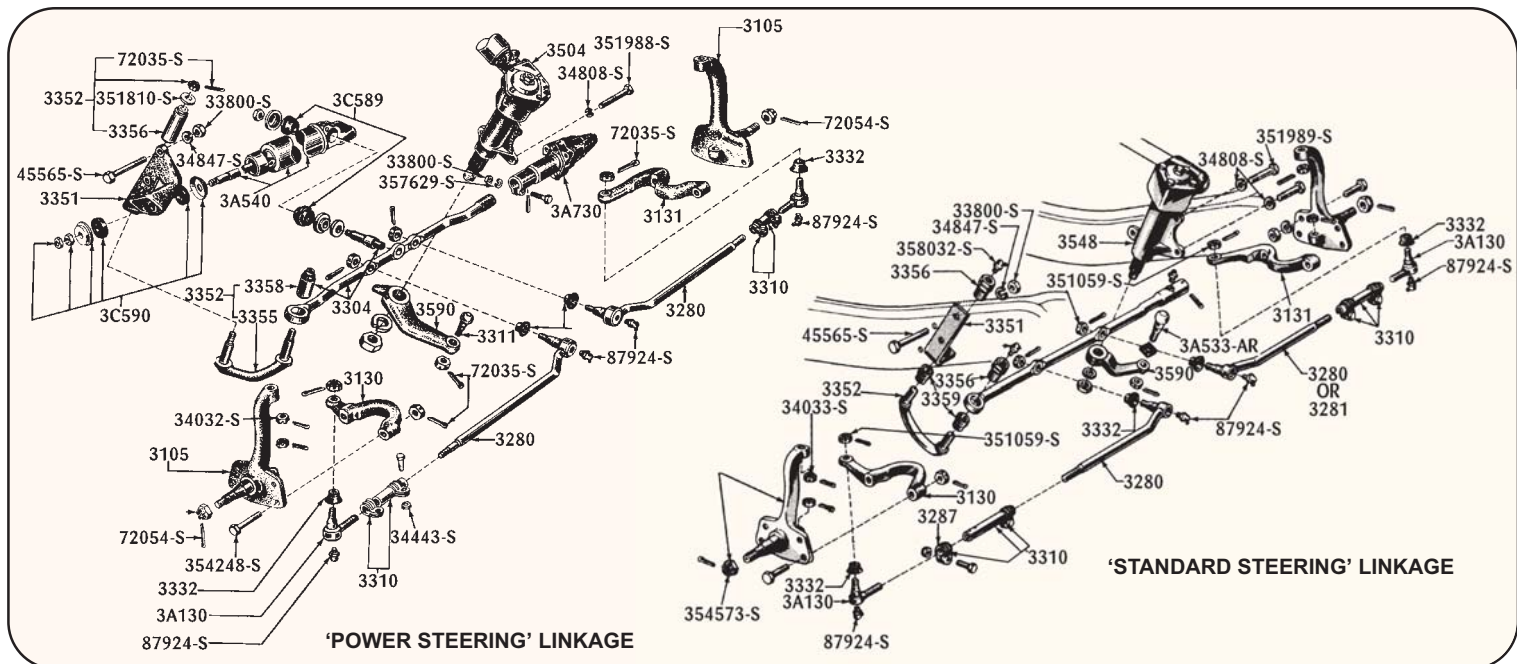 72035-S
3352
351810-S
33800-S
3356
3C589
34847-S
45565-S
3351
3A540
3C590
3504
351988-S
34808-S
33800-S
357629-S
3A730
72035-S
3105
72054-S
3332
3131
87924-S
3310
3280
3352
3358
3355
3304
3590
3311
87924-S
72035-S
3130
34032-S
3105
3280
72054-S
354248-S
34443-S
3310
3332
3A130
87924-S
'POWER STEERING' LINKAGE
351989-S
34808-S
33800-S
34847-S
358032-S
3356
3548
351059-S
3332
3A130
87924-S
3131
3310
45565-S
3351
3A533-AR
3590
3280
OR
3281
3352
3356
3359
34033-S
351059-S
3332
87924-S
3280
3130
3287
3310
3332
3A130
354573-S
87924-S
'STANDARD STEERING' LINKAGE